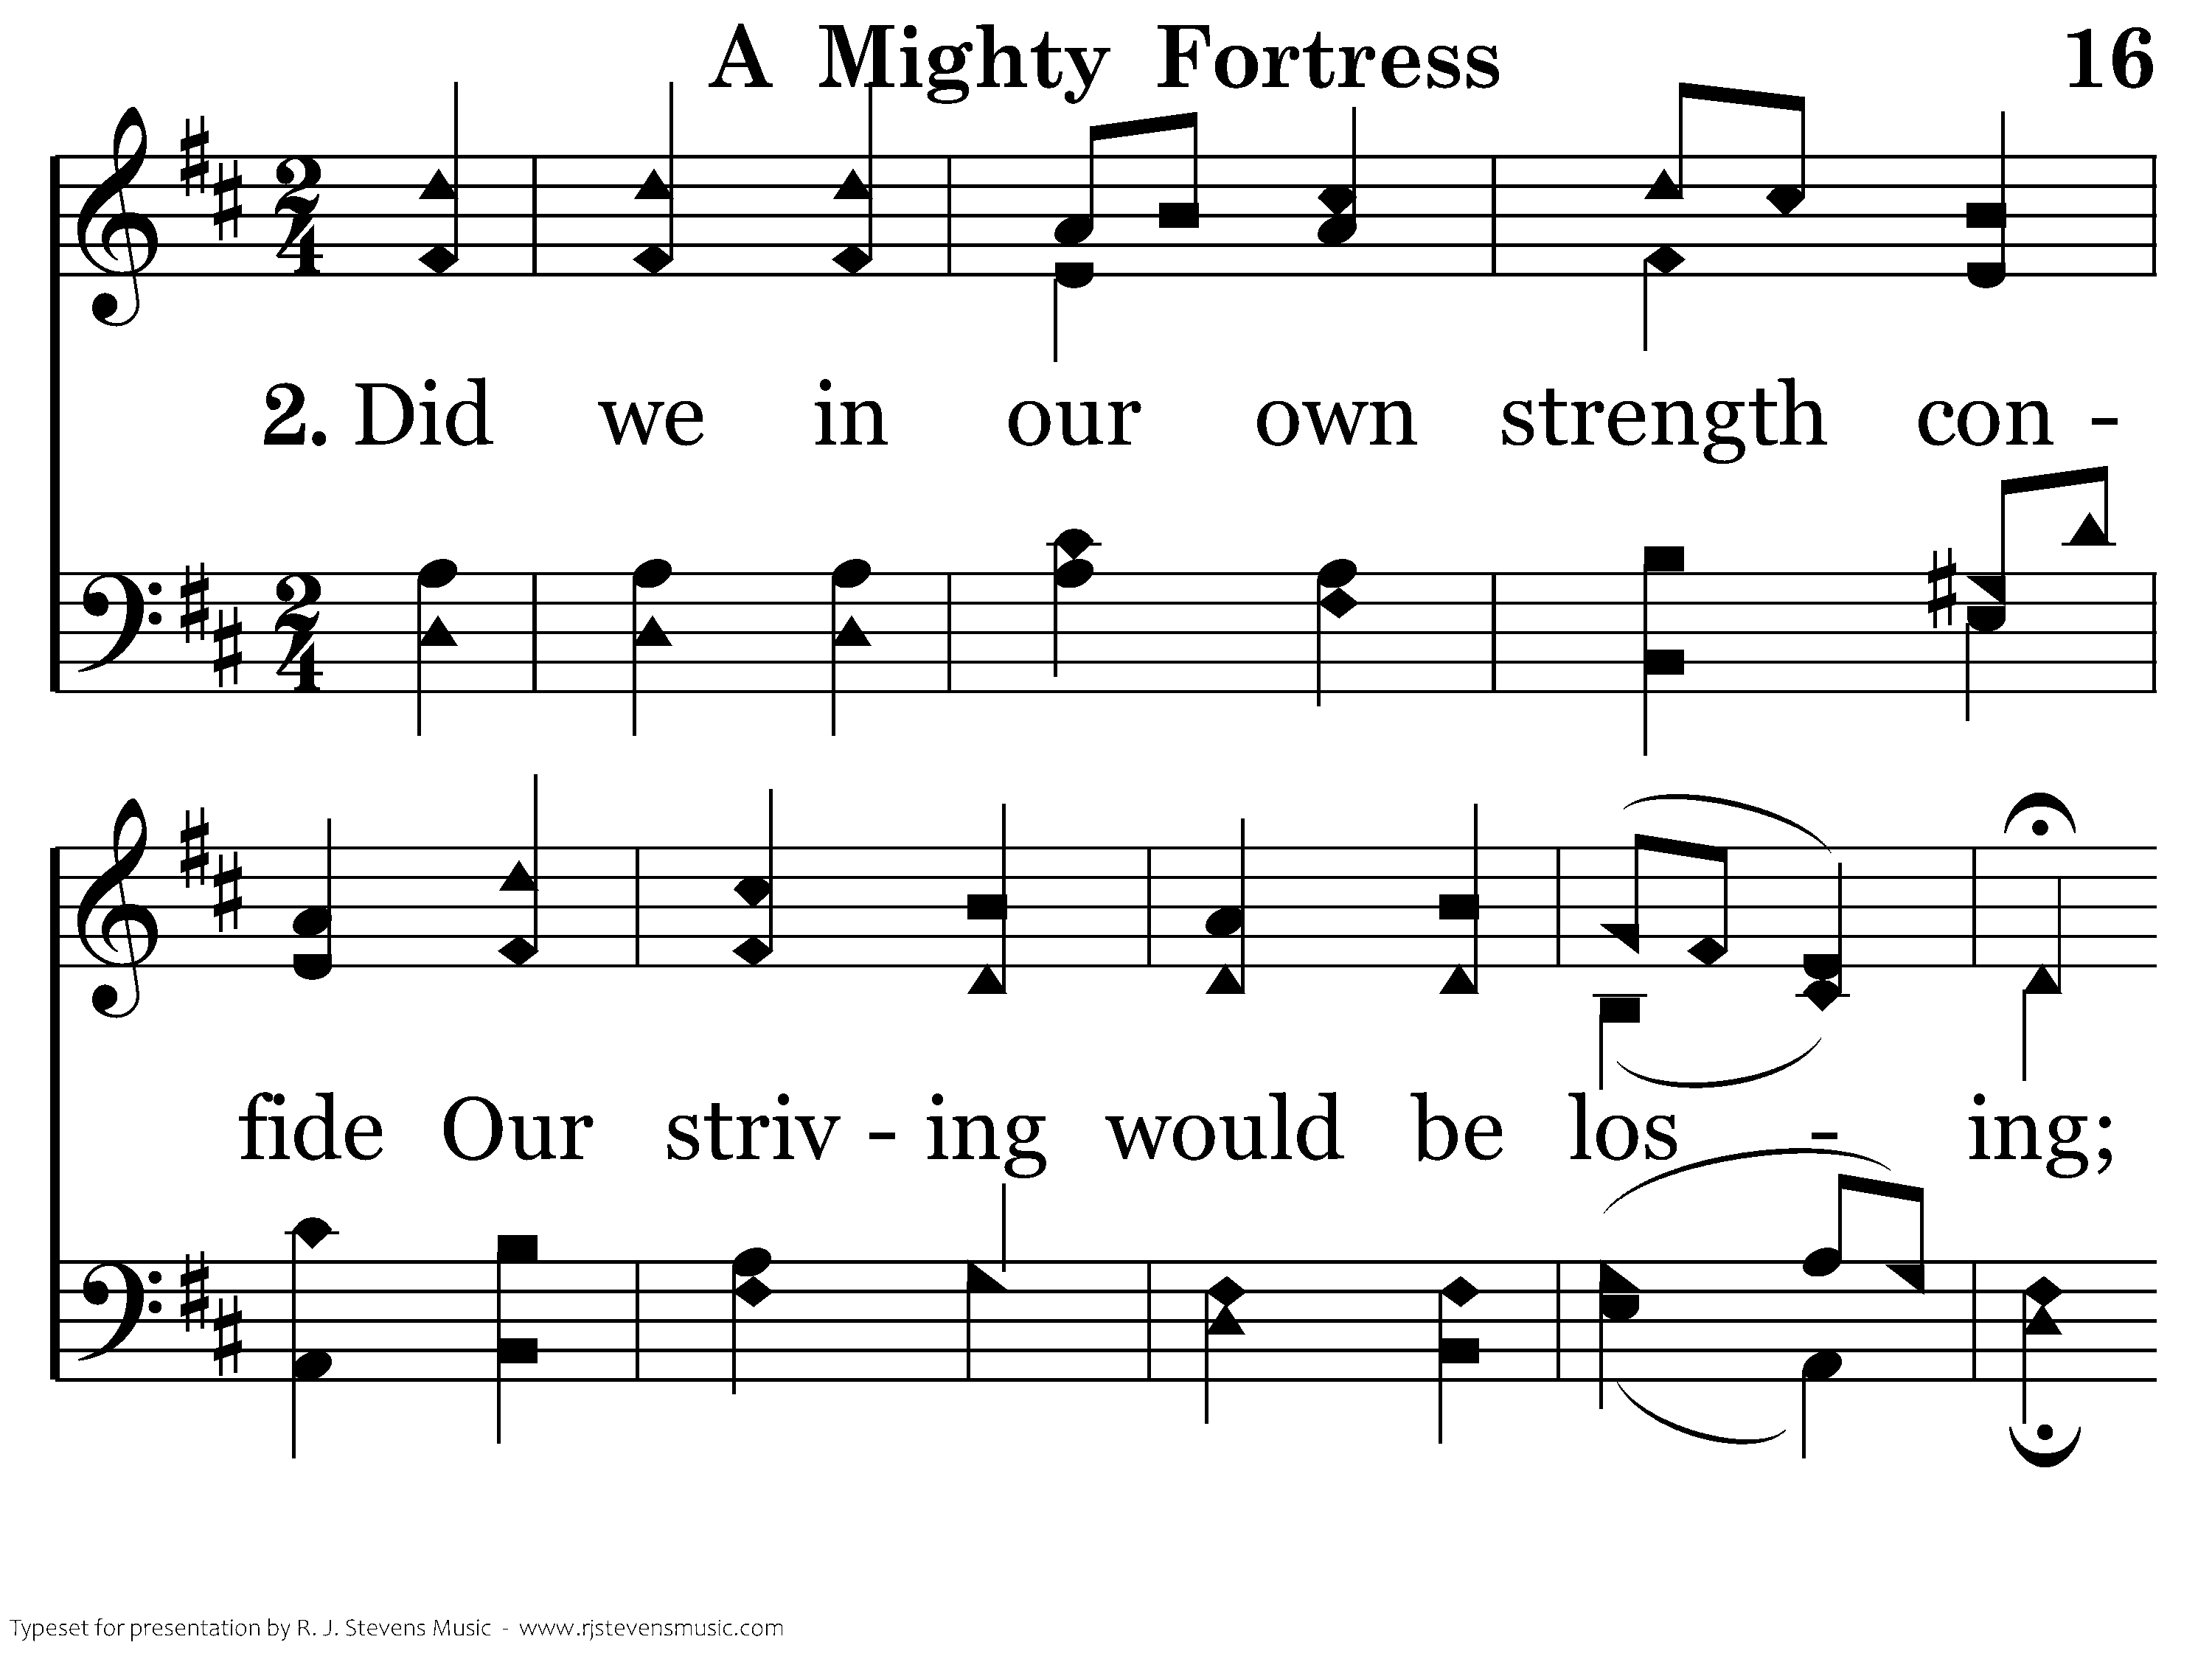 A Mighty Fortress 16
2. Did we in our own strength con -
fide Our striv - ing would be los - ing;
Typeset for presentation by R. J. Stevens Music - www.rjstevensmusic.com